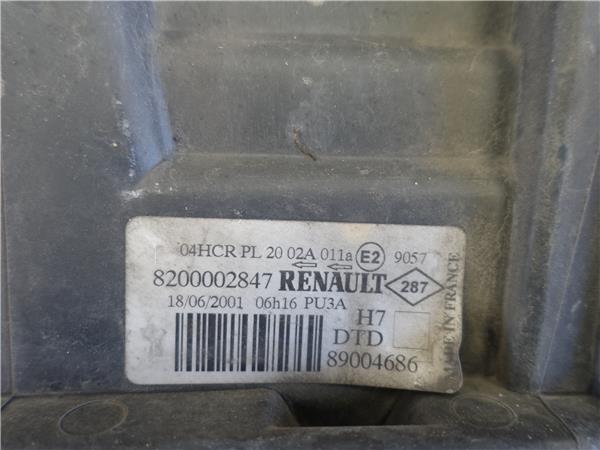 04HCR PL 20 02A 011a E2 9057
8200002847 RENAULT 287
18/06/2001 06h16 PU3A
H7
DTD
89004686
MADE IN FRANCE